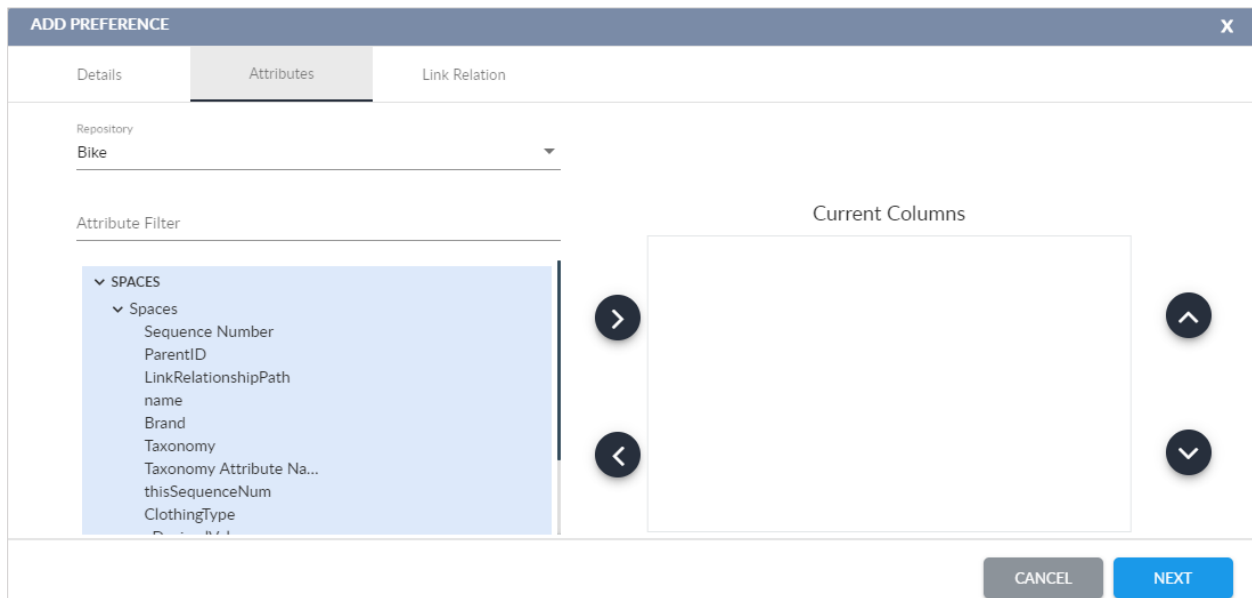 ADD PREFERENCE X
Details Attributes Link Relation
Repository
Bike
Attribute Filter
Current Columns
SPACES
Spaces
Sequence Number
ParentID
LinkRelationshipPath
name
Brand
Taxonomy
Taxonomy Attribute Na...
thisSequenceNum
ClothingType
CANCEL NEXT